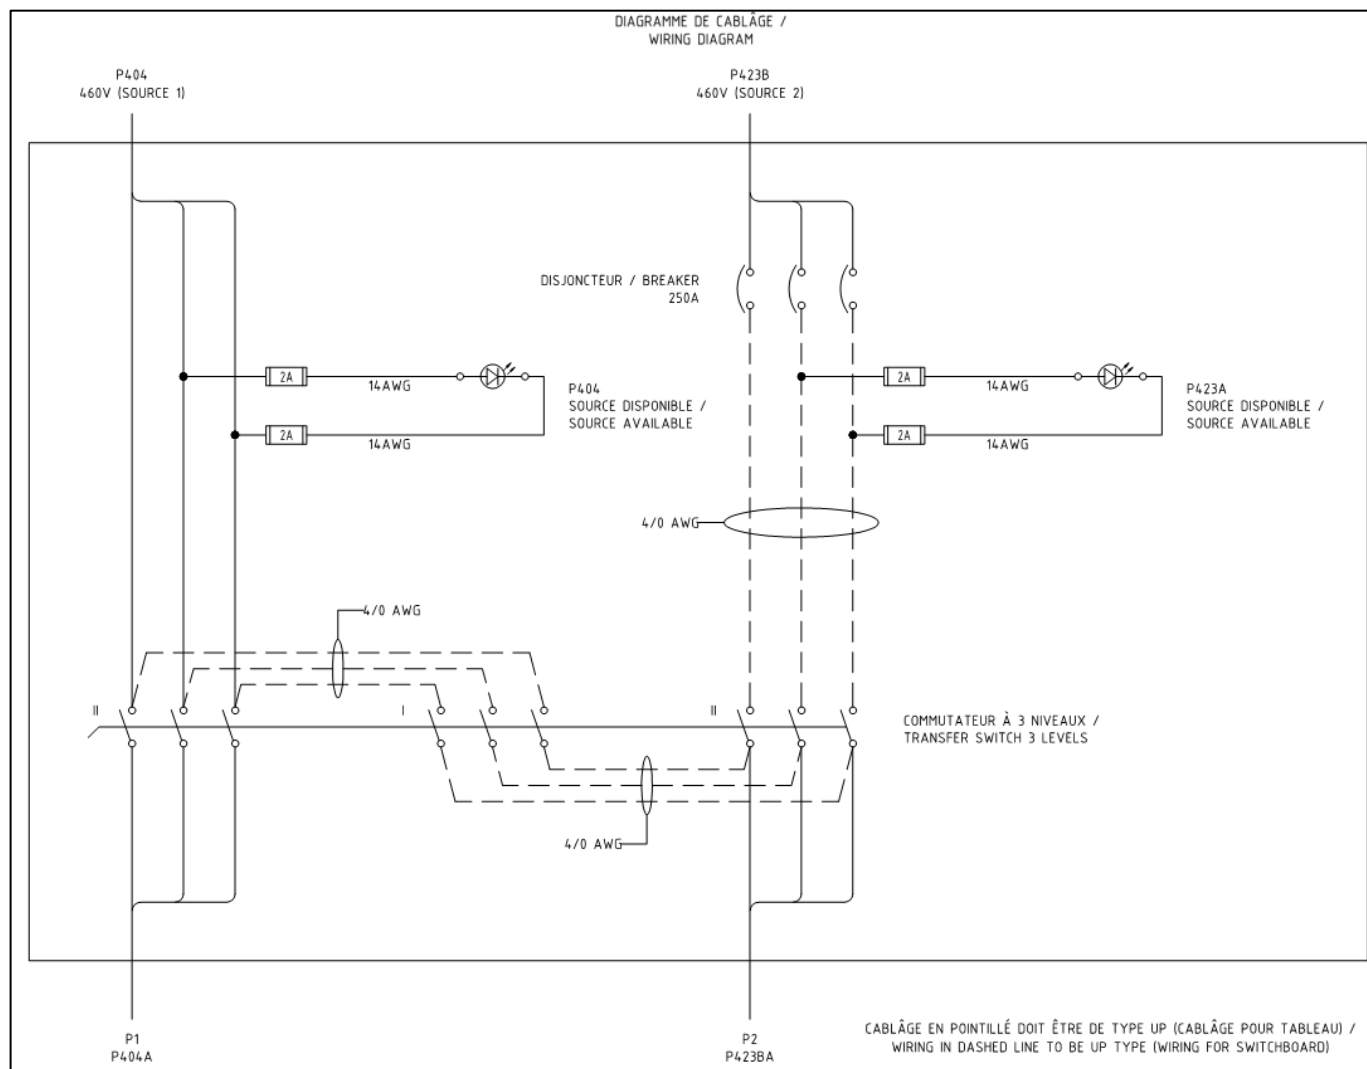 DIAGRAMME DE CABLÂGE /
WIRING DIAGRAM
P404
460V (SOURCE 1)
P423B
460V (SOURCE 2)
DISJONCTEUR / BREAKER
250A
2A
14AWG
P404
SOURCE DISPONIBLE /
SOURCE AVAILABLE
2A
14AWG
2A
14AWG
P423A
SOURCE DISPONIBLE /
SOURCE AVAILABLE
2A
14AWG
4/0 AWG
4/0 AWG
II
I
II
COMMUTATEUR À 3 NIVEAUX /
TRANSFER SWITCH 3 LEVELS
4/0 AWG
P1
P404A
P2
P423BA
CABLÂGE EN POINTILLÉ DOIT ÊTRE DE TYPE UP (CABLÂGE POUR TABLEAU) /
WIRING IN DASHED LINE TO BE UP TYPE (WIRING FOR SWITCHBOARD)